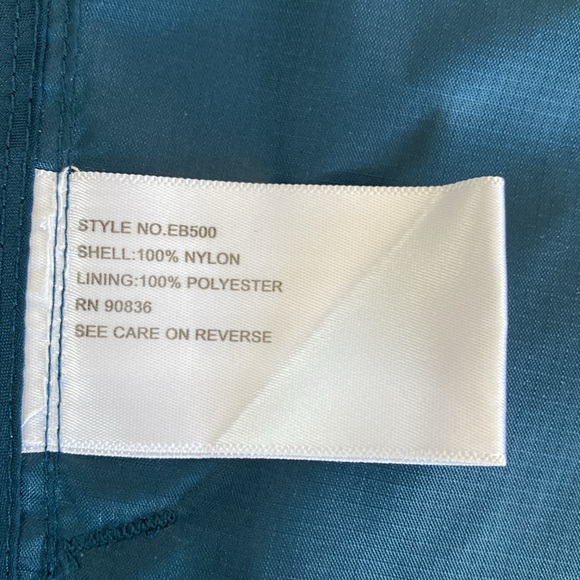 STYLE NO.EB500
SHELL:100% NYLON
LINING:100% POLYESTER
RN 90836
SEE CARE ON REVERSE